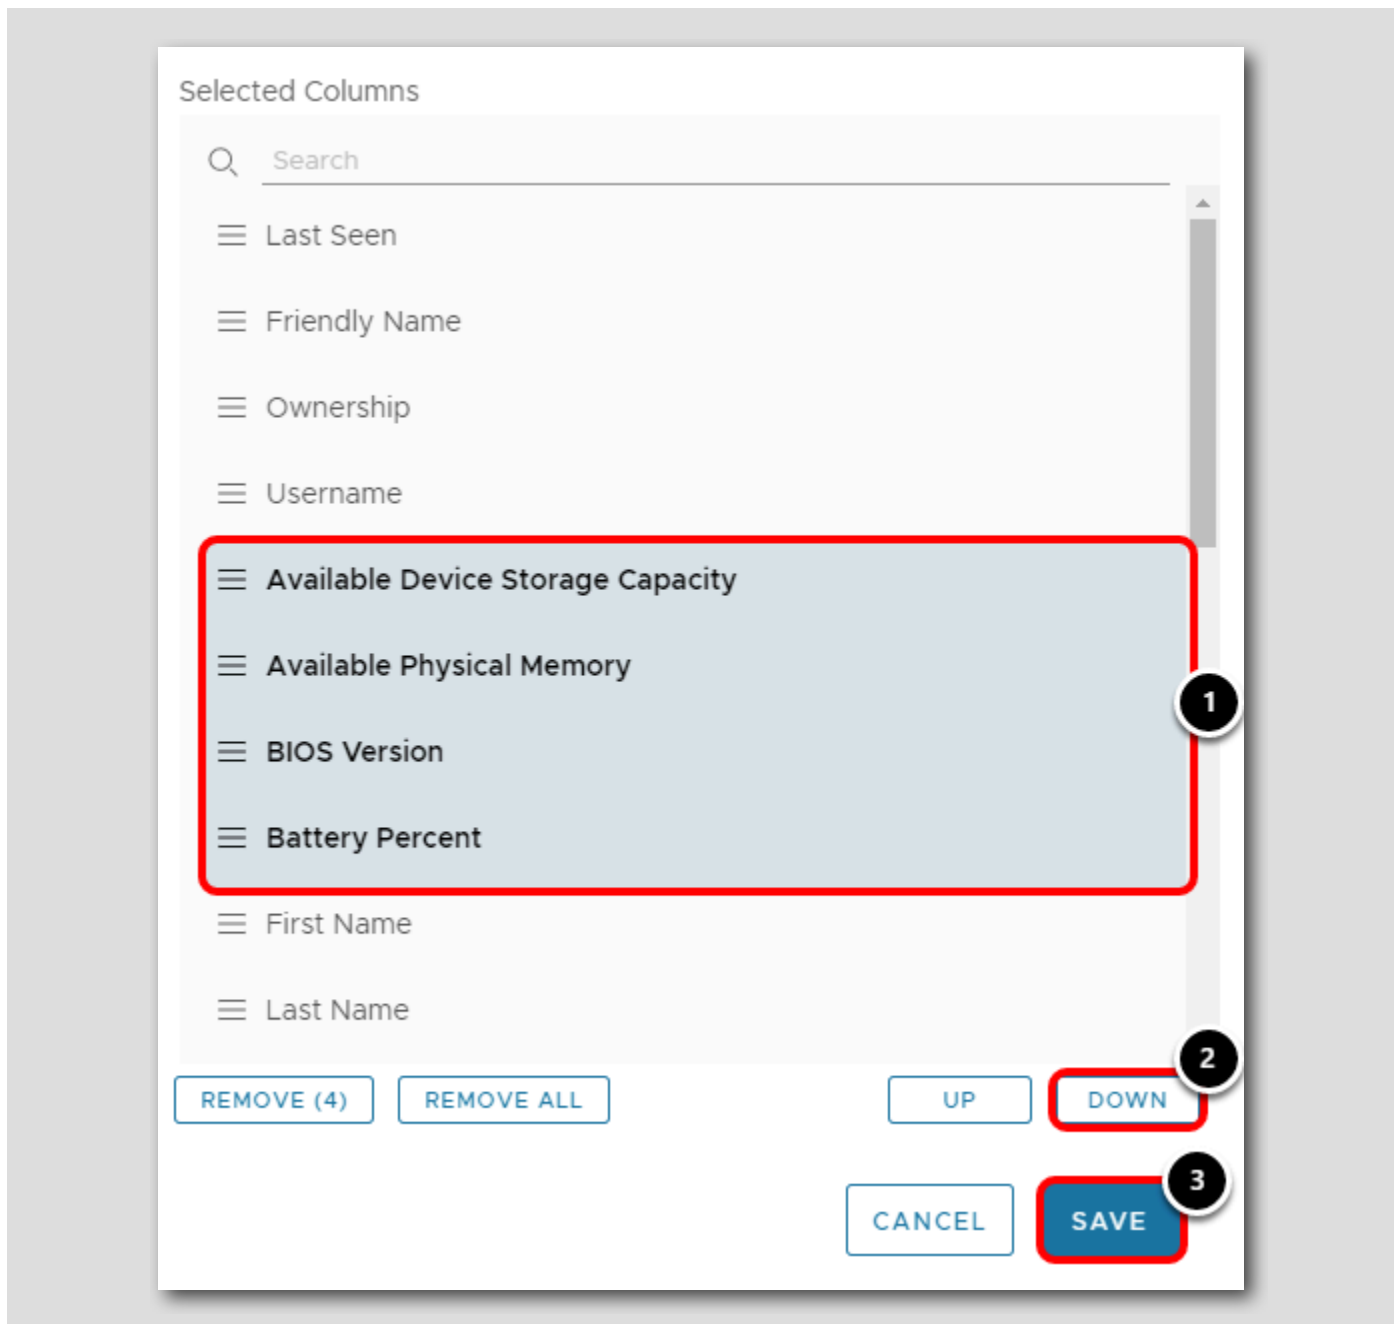 Selected Columns
Search
Last Seen
Friendly Name
Ownership
Username
Available Device Storage Capacity
Available Physical Memory
1
BIOS Version
Battery Percent
First Name
Last Name
2
REMOVE (4) REMOVE ALL UP DOWN
3
CANCEL SAVE